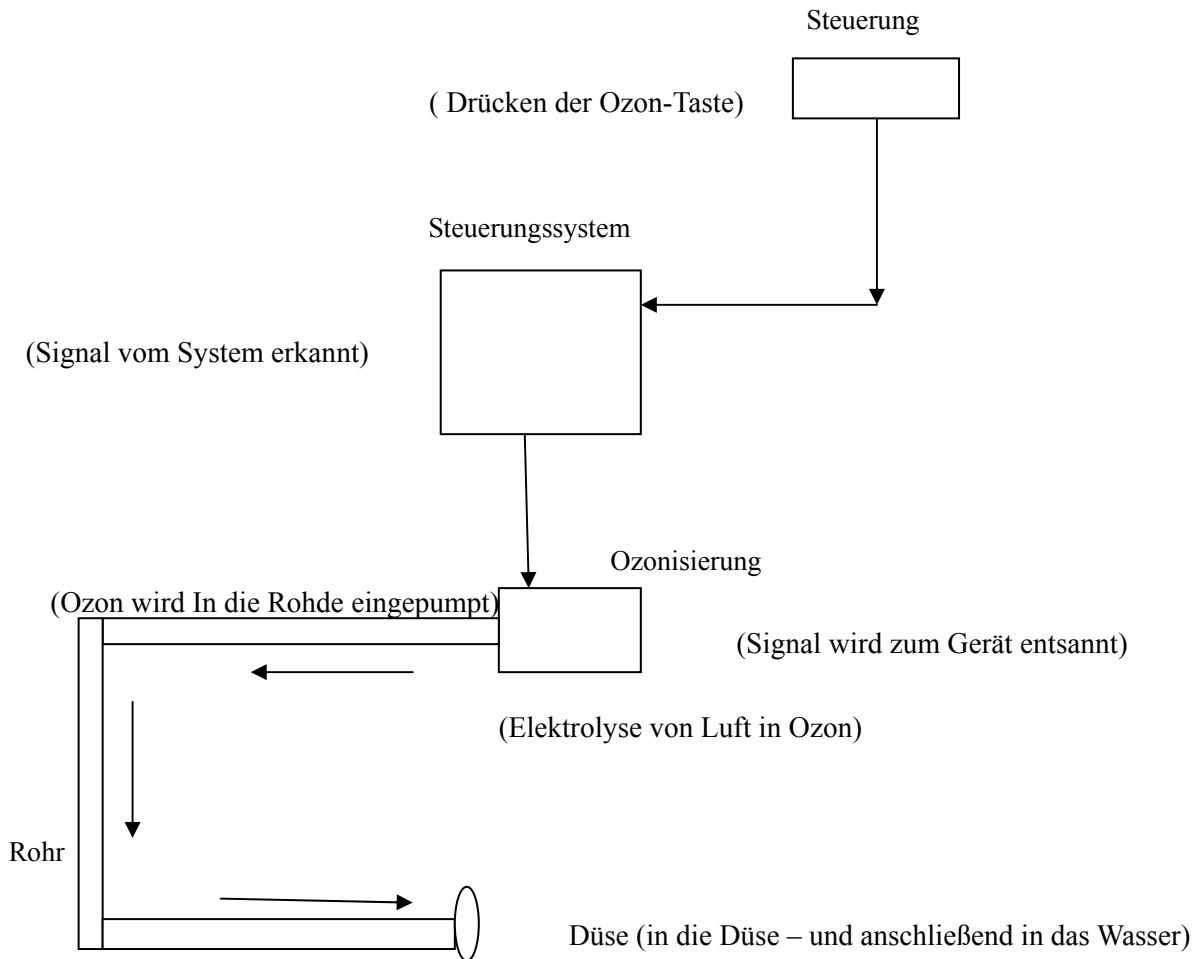 Steuerung
( Drücken der Ozon-Taste)
Steuerungssystem
(Signal vom System erkannt)
Ozonisierung
(Ozon wird In die Rohde eingepumpt)
(Signal wird zum Gerät entsannt)
(Elektrolyse von Luft in Ozon)
Rohr
Düse (in die Düse – und anschließend in das Wasser)